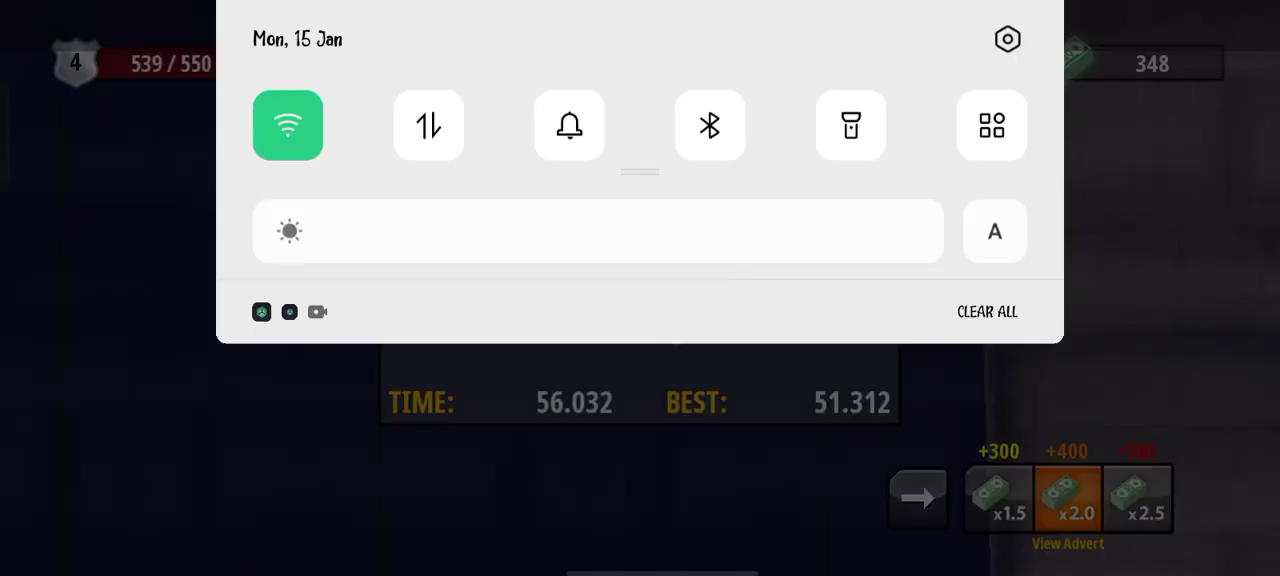 Mon, 15 Jan
4
539 / 550
348
A
CLEAR ALL
TIME: 56.032 BEST: 51.312
+300 +400 +500
x1.5 x2.0 x2.5
View Advert